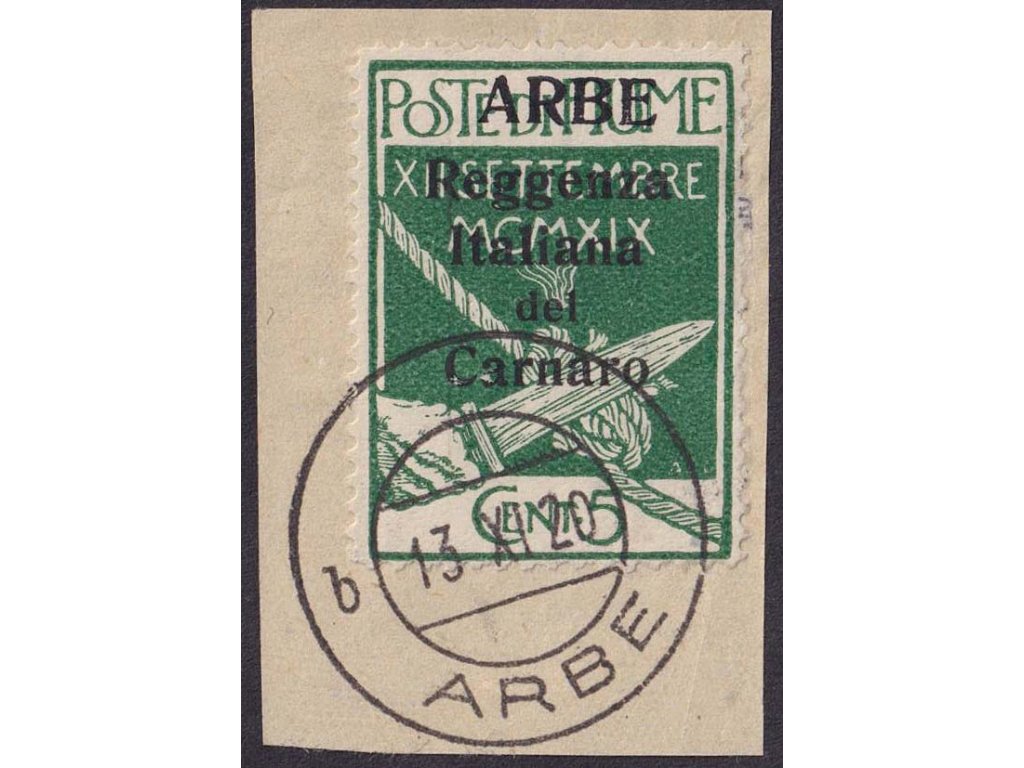 ARBE
POSTE DI FIUME
Reggenza
XII SETTEMBRE
Italiana
MCMXIX
del
Carnaro
CENT 5
13 XI 20
b
ARBE